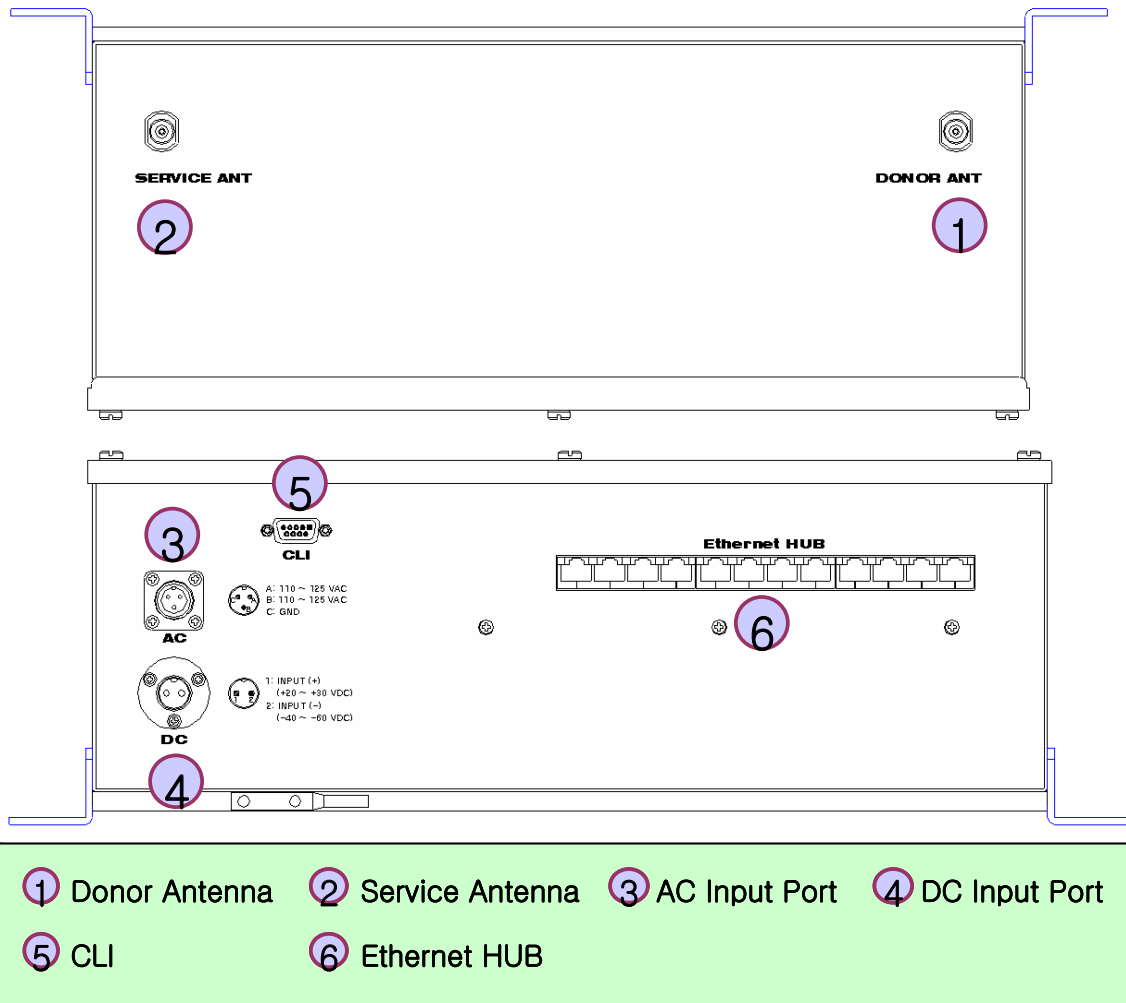 SERVICE ANT
DONOR ANT
2
1
5
3
CLI
Ethernet HUB
A: 110 ~ 125 VAC
B: 110 ~ 125 VAC
C: GND
6
AC
1: INPUT (+)
(+20 ~ +30 VDC)
2: INPUT (-)
(-40 ~ -60 VDC)
1 2
DC
4
1 Donor Antenna 2 Service Antenna 3 AC Input Port 4 DC Input Port
5 CLI 6 Ethernet HUB